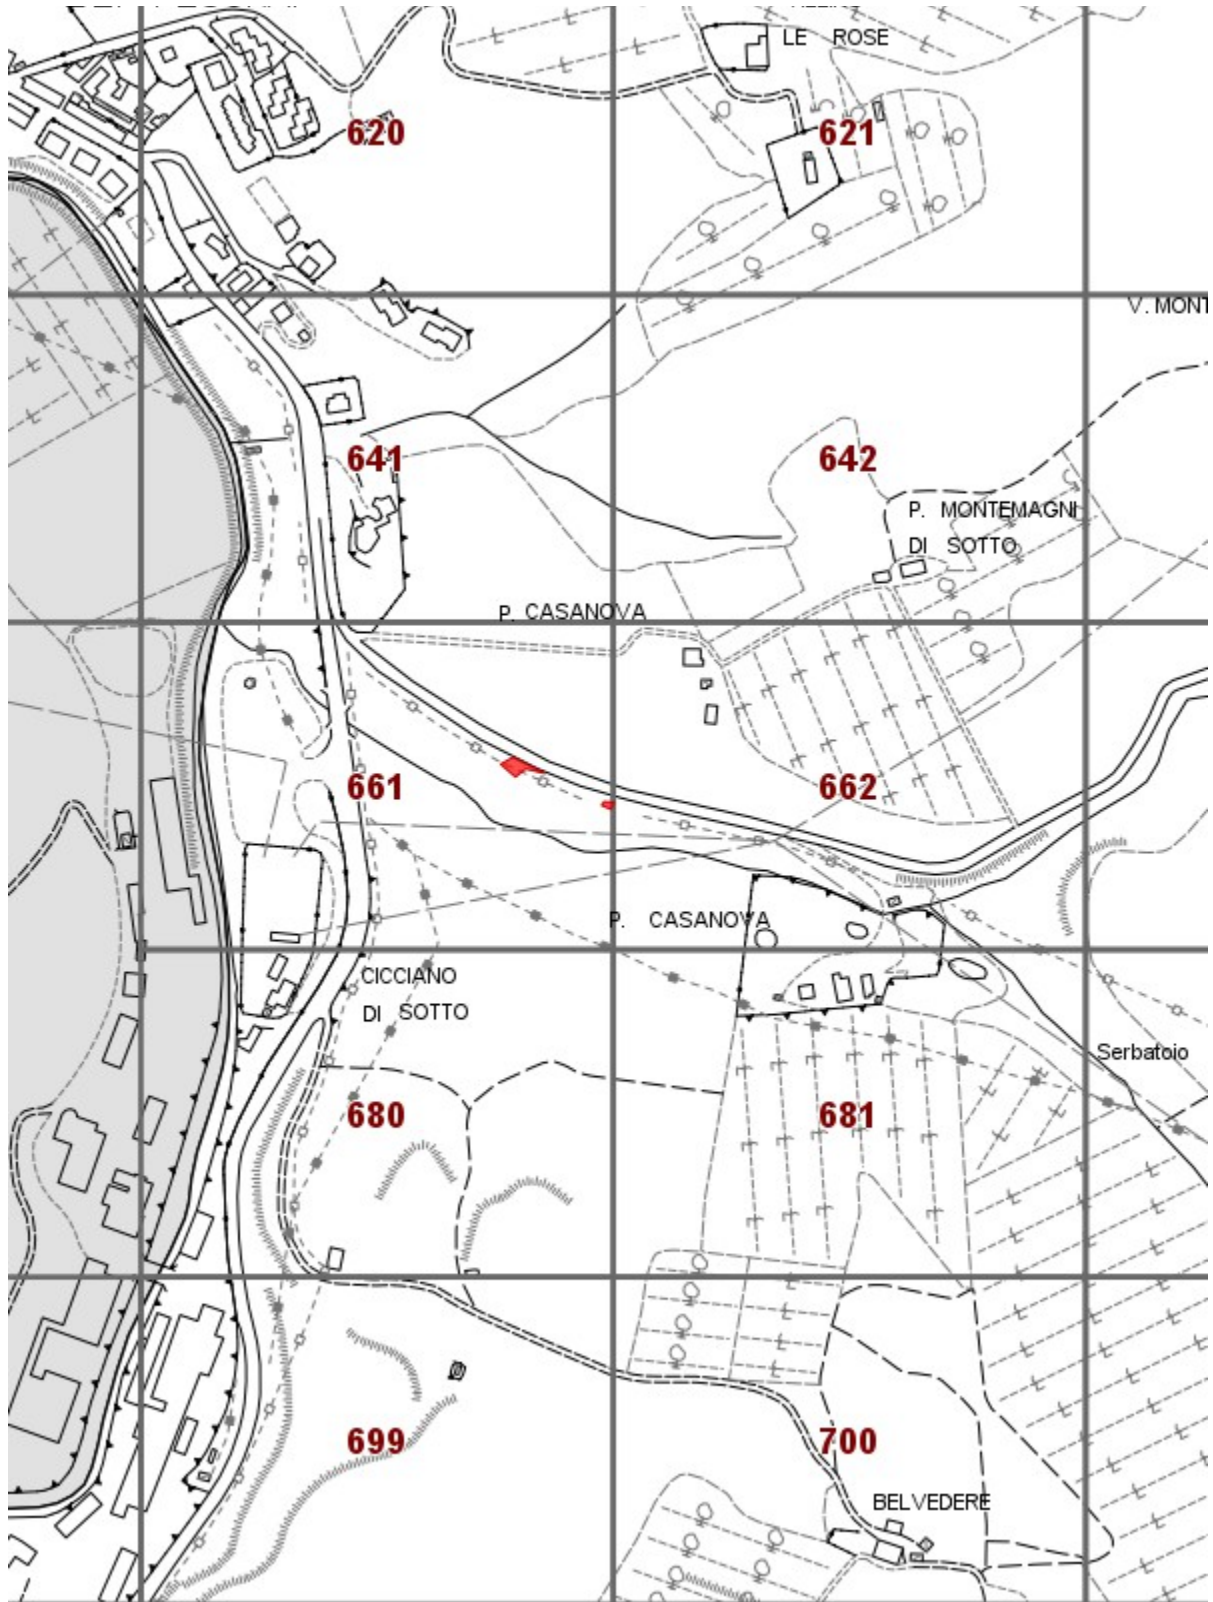 LE ROSE
620
621
V. MONT
641
642
P. MONTEMAGNI
DI SOTTO
P. CASANOVA
661
662
P. CASANOVA
CICCIANO
DI SOTTO
Serbatoio
680
681
699
700
BELVEDERE